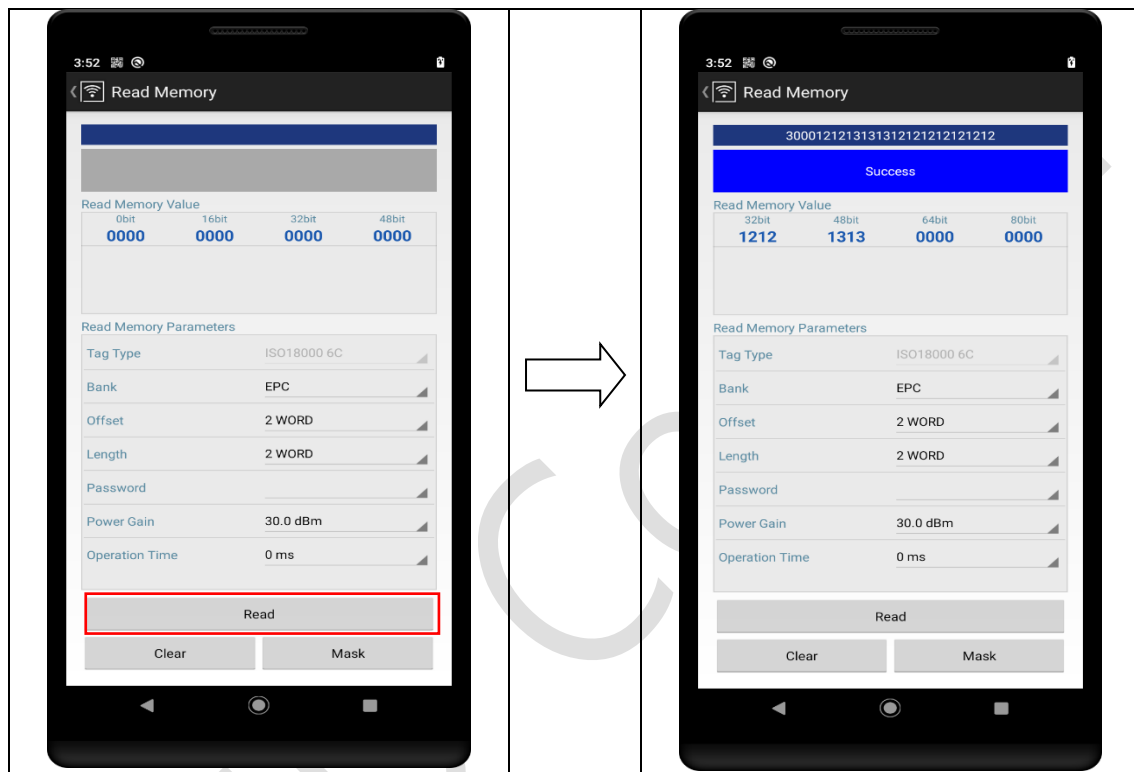 3:52
Read Memory
Read Memory Value
0bit 16bit 32bit 48bit
0000 0000 0000 0000
Read Memory Parameters
Tag Type ISO18000 6C
Bank EPC
Offset 2 WORD
Length 2 WORD
Password
Power Gain 30.0 dBm
Operation Time 0 ms
Read
Clear Mask
3:52
Read Memory
3000121213131312121212121212
Success
Read Memory Value
32bit 48bit 64bit 80bit
1212 1313 0000 0000
Read Memory Parameters
Tag Type ISO18000 6C
Bank EPC
Offset 2 WORD
Length 2 WORD
Password
Power Gain 30.0 dBm
Operation Time 0 ms
Read
Clear Mask